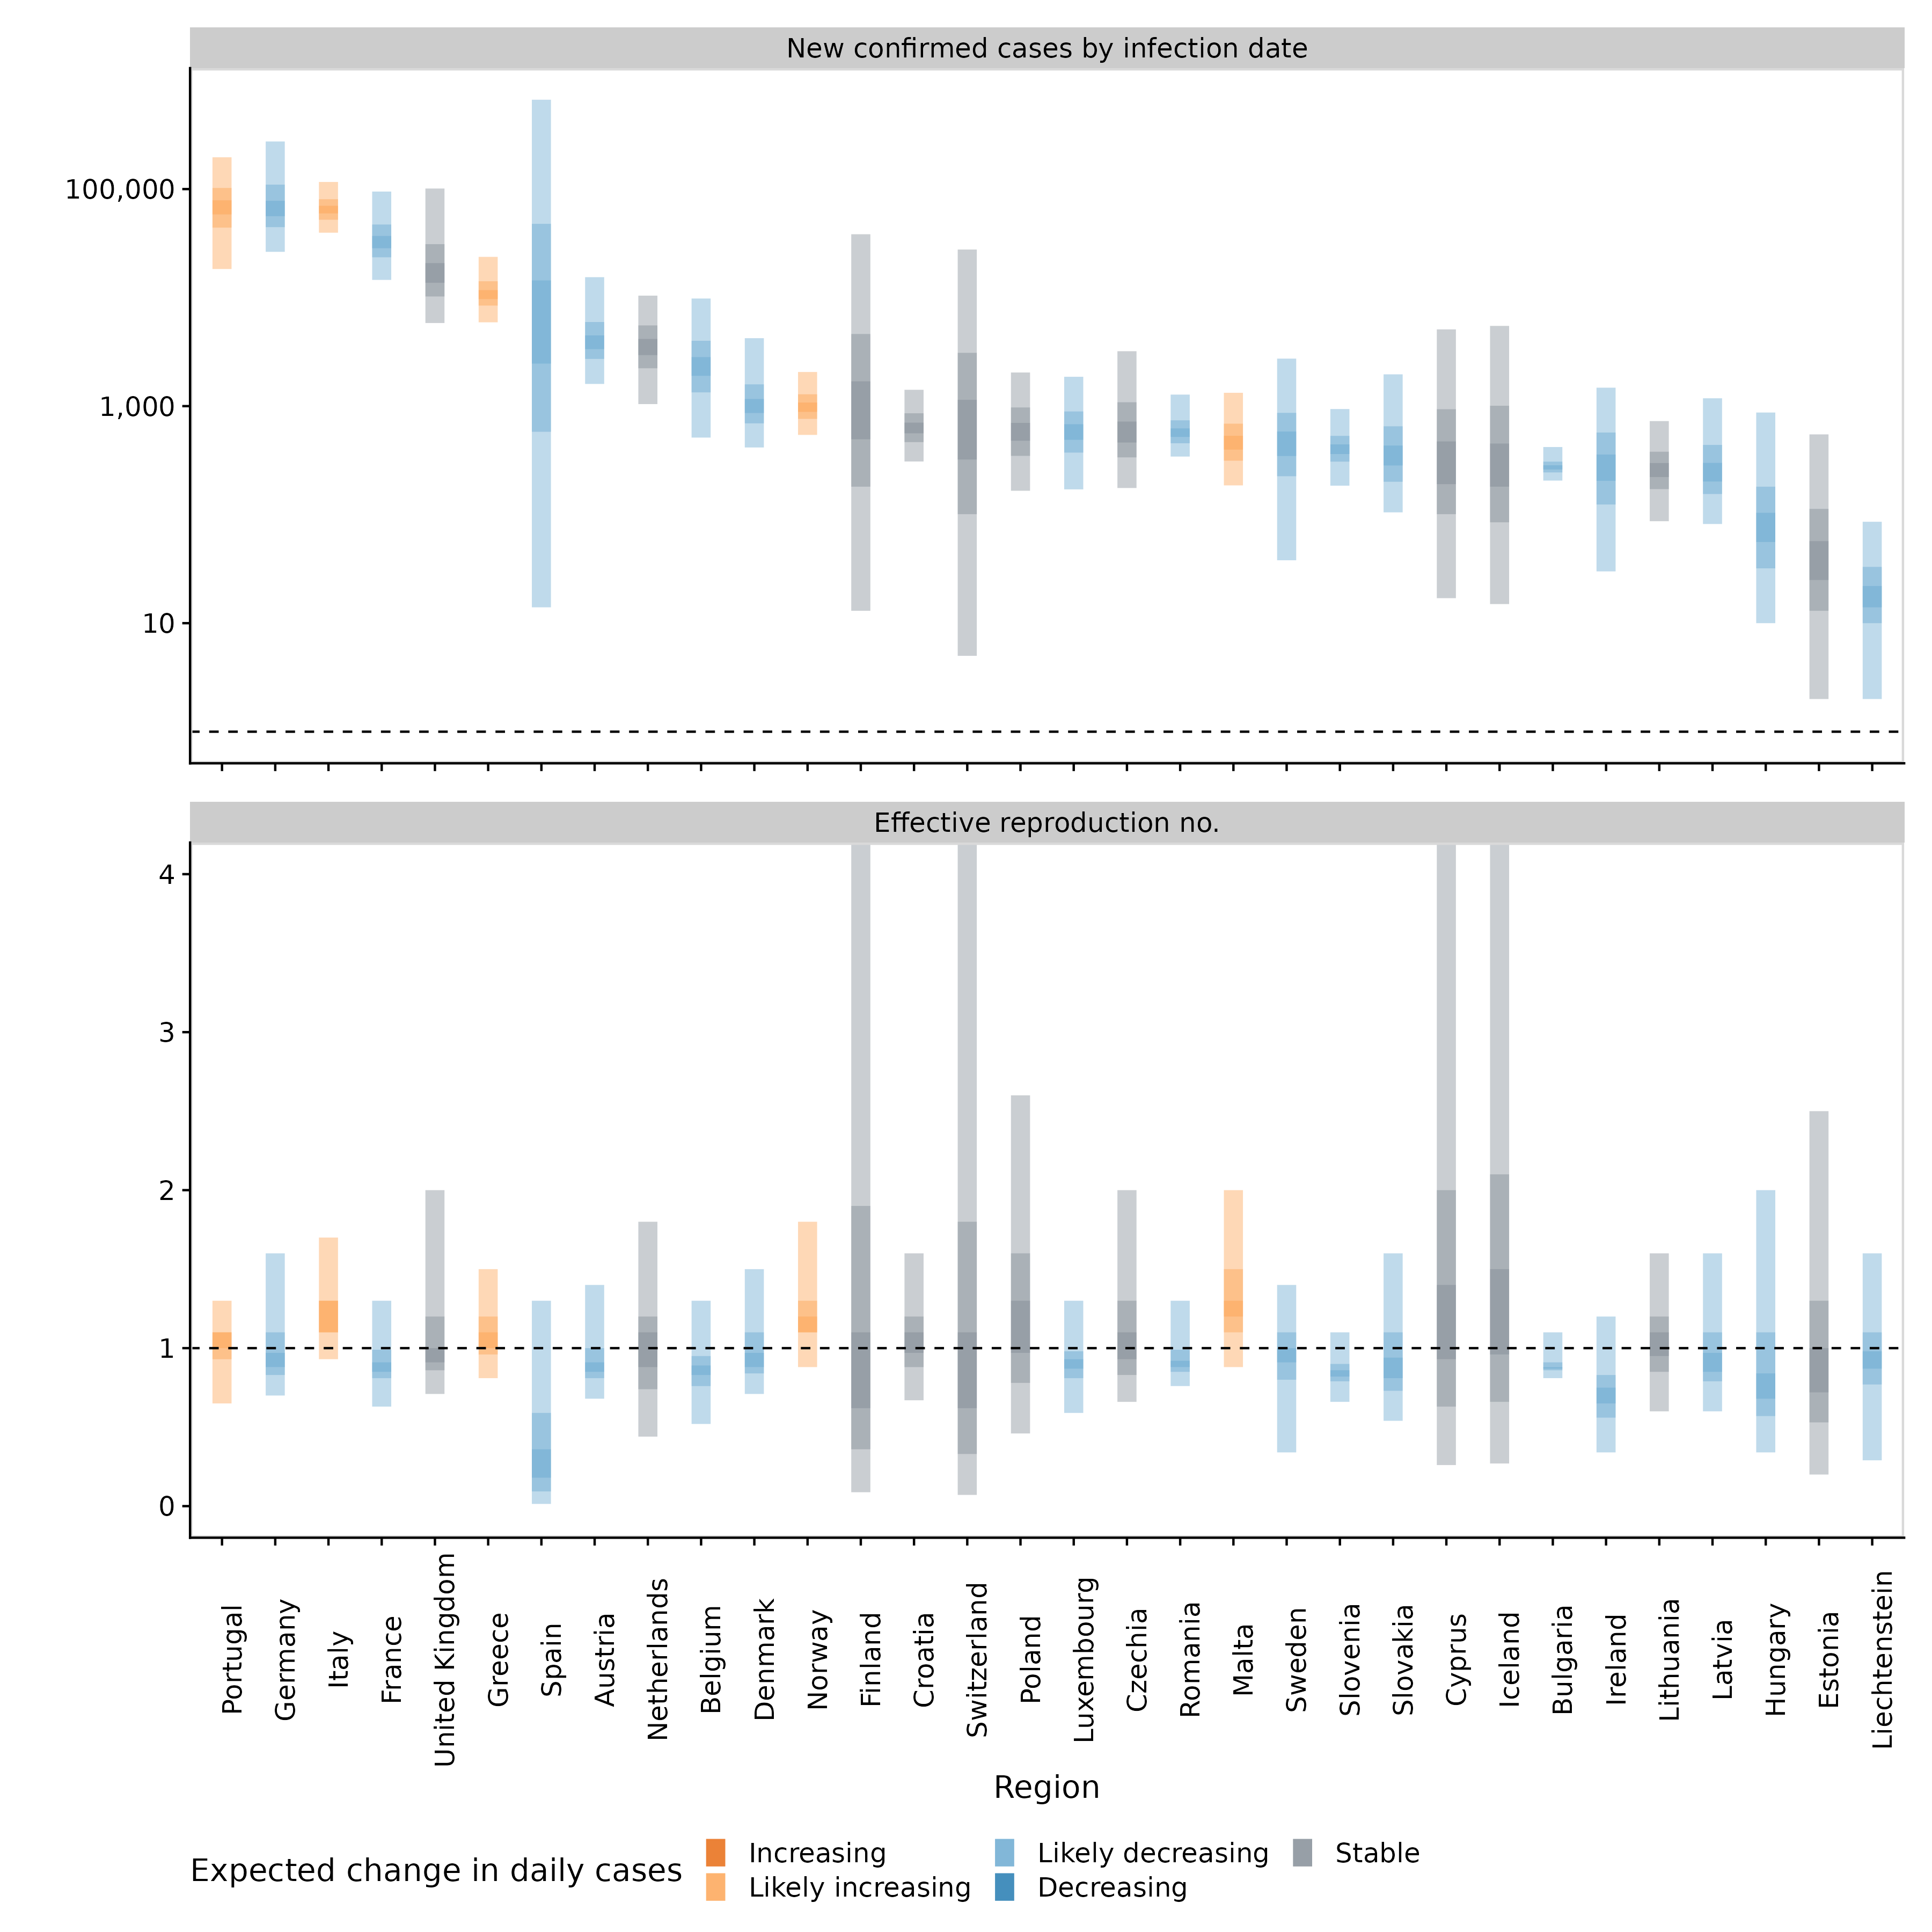 New confirmed cases by infection date
100,000
1,000
10
Effective reproduction no.
4
3
2
1
0
Portugal
Germany
Italy
France
United Kingdom
Greece
Spain
Austria
Netherlands
Belgium
Denmark
Norway
Finland
Croatia
Switzerland
Poland
Luxembourg
Czechia
Romania
Malta
Sweden
Slovenia
Slovakia
Cyprus
Iceland
Bulgaria
Ireland
Lithuania
Latvia
Hungary
Estonia
Liechtenstein
Region
Expected change in daily cases
Increasing
Likely increasing
Likely decreasing
Decreasing
Stable